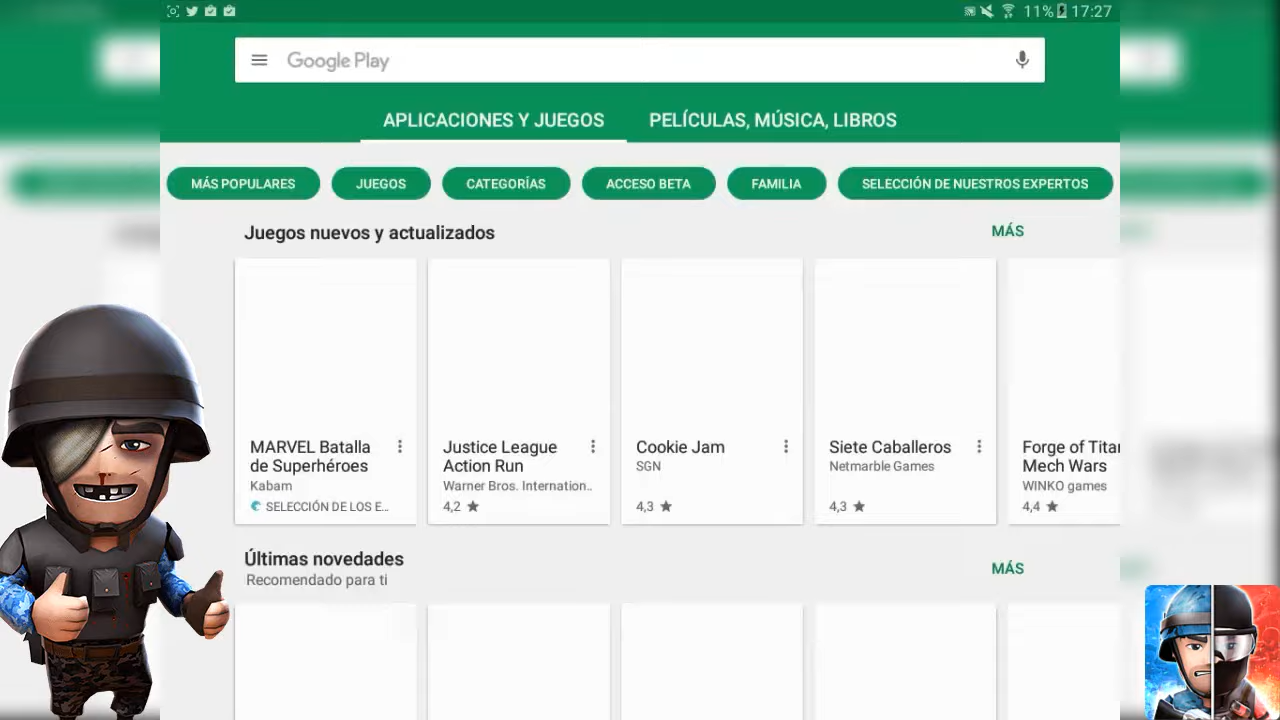 11% 17:27
Google Play
APLICACIONES Y JUEGOS
PELÍCULAS, MÚSICA, LIBROS
MÁS POPULARES
JUEGOS
CATEGORÍAS
ACCESO BETA
FAMILIA
SELECCIÓN DE NUESTROS EXPERTOS
Juegos nuevos y actualizados
MÁS
MARVEL Batalla
de Superhéroes
Kabam
SELECCIÓN DE LOS E...
Justice League
Action Run
Warner Bros. Internation..
4,2
Cookie Jam
SGN
4,3
Siete Caballeros
Netmarble Games
4,3
Forge of Titan
Mech Wars
WINKO games
4,4
Últimas novedades
MÁS
Recomendado para ti